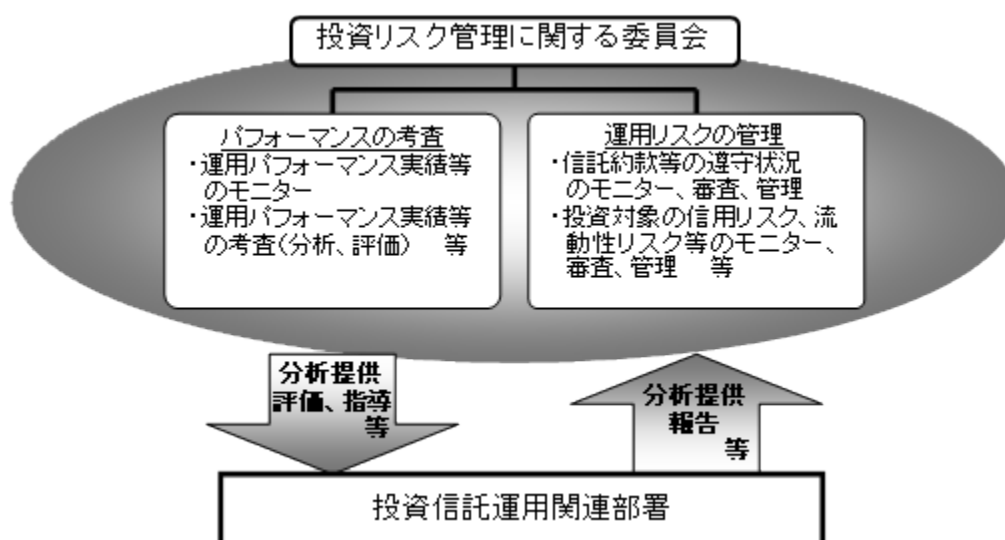 投資リスク管理に関する委員会
パフォーマンスの考査
・運用パフォーマンス実績等
のモニター
・運用パフォーマンス実績等
の考査(分析、評価) 等
運用リスクの管理
・信託約款等の遵守状況
のモニター、審査、管理
・投資対象の信用リスク、流
動性リスク等のモニター、
審査、管理 等
分析提供
評価、指導
等
分析提供
報告
等
投資信託運用関連部署